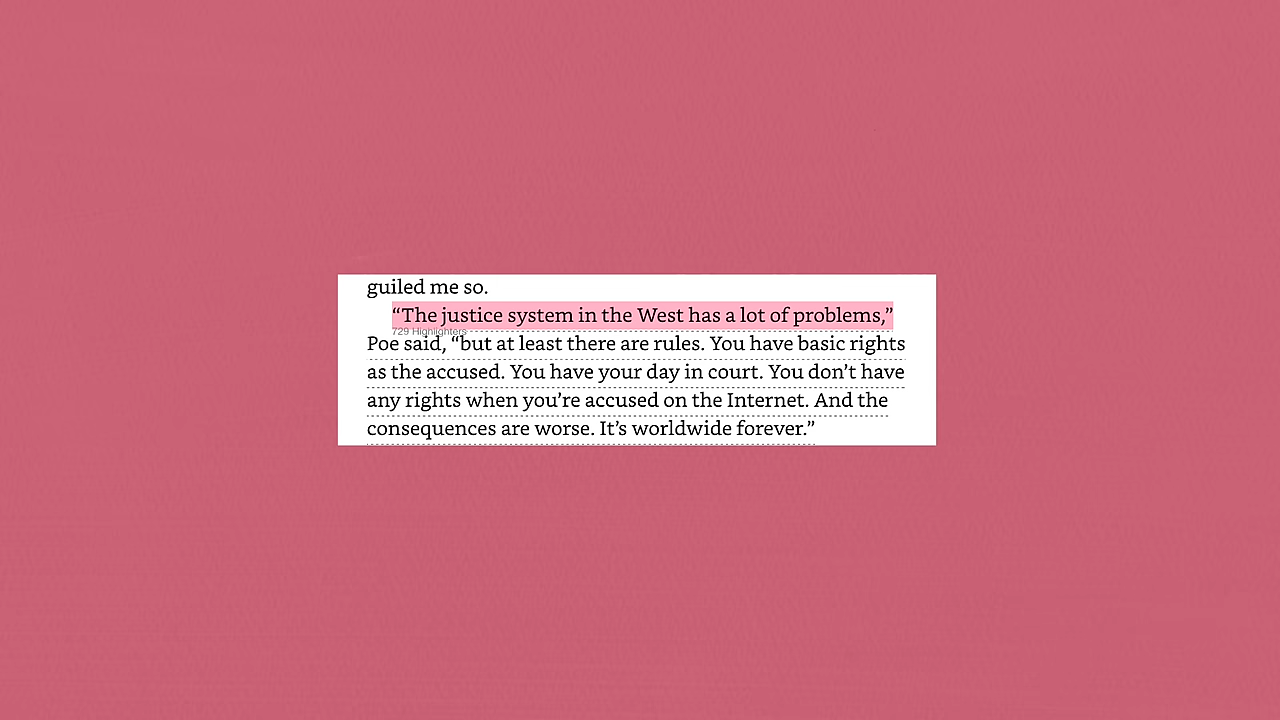 guiled me so.
“The justice system in the West has a lot of problems,”
729 Highlighters
Poe said, “but at least there are rules. You have basic rights
as the accused. You have your day in court. You don’t have
any rights when you’re accused on the Internet. And the
consequences are worse. It’s worldwide forever.”